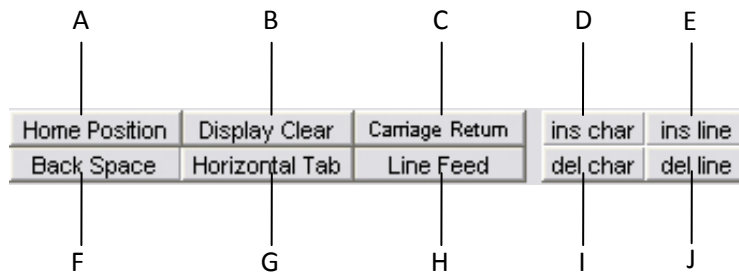 A B C D E
Home Position Display Clear Carriage Return ins char ins line
Back Space Horizontal Tab Line Feed del char del line
F G H I J